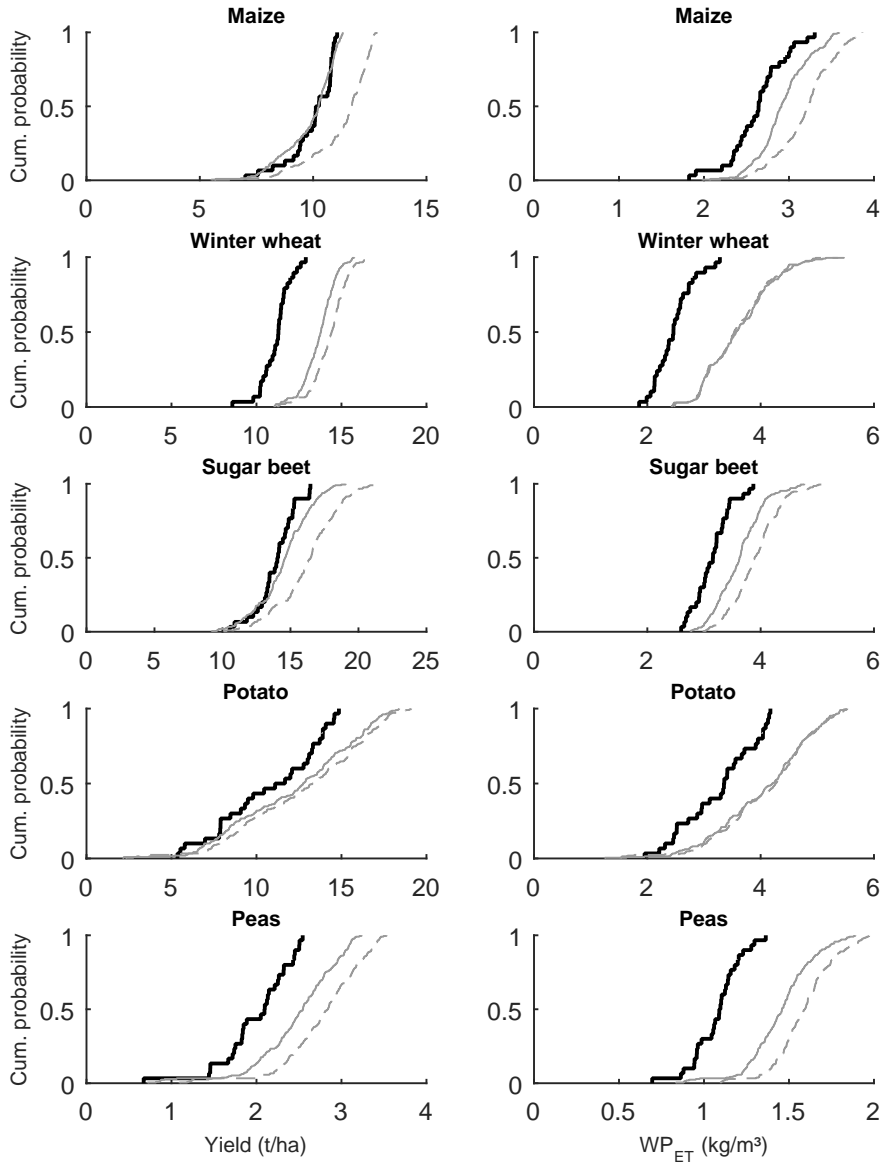 Maize
Cum. probability
1
0.5
0
0 5 10 15
Maize
1
0.5
0
0 1 2 3 4
Winter wheat
Cum. probability
1
0.5
0
0 5 10 15 20
Winter wheat
1
0.5
0
0 2 4 6
Sugar beet
Cum. probability
1
0.5
0
0 5 10 15 20 25
Sugar beet
1
0.5
0
0 2 4 6
Potato
Cum. probability
1
0.5
0
0 5 10 15 20
Potato
1
0.5
0
0 2 4 6
Peas
Cum. probability
1
0.5
0
0 1 2 3 4
Yield (t/ha)
Peas
1
0.5
0
0 0.5 1 1.5 2
WP_ET (kg/m³)